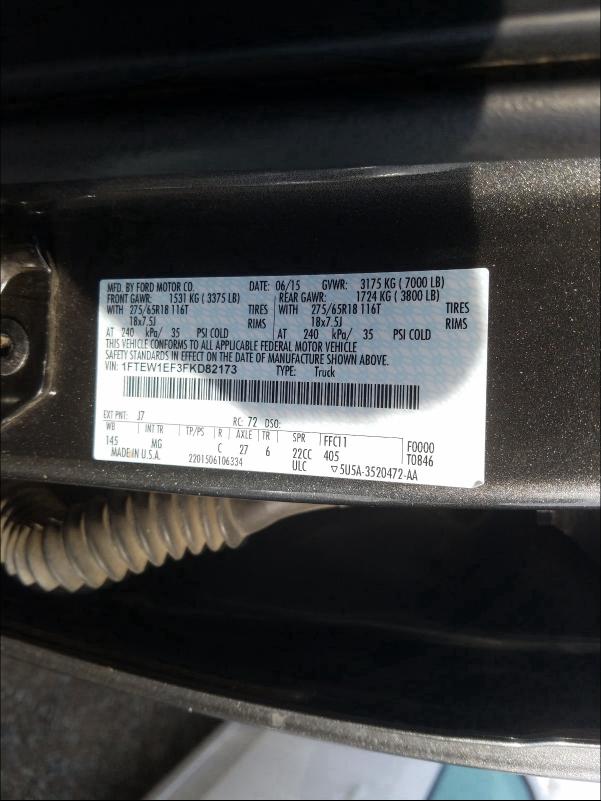 MFD. BY FORD MOTOR CO. DATE: 06/15 GVWR: 3175 KG ( 7000 LB)
FRONT GAWR: 1531 KG ( 3375 LB) REAR GAWR: 1724 KG ( 3800 LB)
WITH 275/65R18 116T TIRES WITH 275/65R18 116T TIRES
18x7.5J RIMS 18x7.5J RIMS
AT 240 kPa/ 35 PSI COLD AT 240 kPa/ 35 PSI COLD
THIS VEHICLE CONFORMS TO ALL APPLICABLE FEDERAL MOTOR VEHICLE
SAFETY STANDARDS IN EFFECT ON THE DATE OF MANUFACTURE SHOWN ABOVE.
VIN: 1FTEW1EF3FKD82173 TYPE: Truck
EXT PNT: J7 RC: 72 DSO:
WB INT TR TP/PS R AXLE TR SPR FFC11 F0000
145 MG C 27 6 22CC 405 T0846
MADE IN U.S.A. 2201506106334 ULC ▽5U5A-3520472-AA